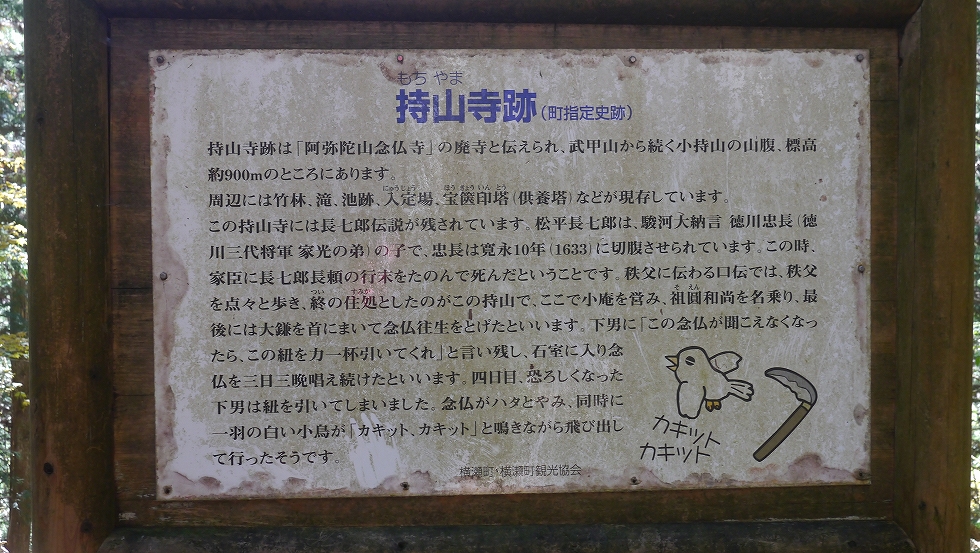 もち やま
持山寺跡（町指定史跡）
持山寺跡は「阿弥陀山念仏寺」の廃寺と伝えられ、武甲山から続く小持山の山腹、標高
約900mのところにあります。
にゅうじょう ほう きょう いん とう
周辺には竹林、滝、池跡、入定場、宝篋印塔（供養塔）などが現存しています。
この持山寺には長七郎伝説が残されています。松平長七郎は、駿河大納言 徳川忠長（徳
川三代将軍 家光の弟）の子で、忠長は寛永10年（1633）に切腹させられています。この時、
家臣に長七郎長頼の行末をたのんで死んだということです。秩父に伝わる口伝では、秩父
つい すみか そ えん
を点々と歩き、終の住処としたのがこの持山で、ここで小庵を営み、祖圓和尚を名乗り、最
後には大鎌を首にまいて念仏往生をとげたといいます。下男に「この念仏が聞こえなくなっ
たら、この紐を力一杯引いてくれ」と言い残し、石室に入り念
仏を三日三晩唱え続けたといいます。四日目、恐ろしくなった
下男は紐を引いてしまいました。念仏がハタとやみ、同時に
一羽の白い小鳥が「カキット、カキット」と鳴きながら飛び出し
て行ったそうです。
カキット
カキット
横瀬町・横瀬町観光協会